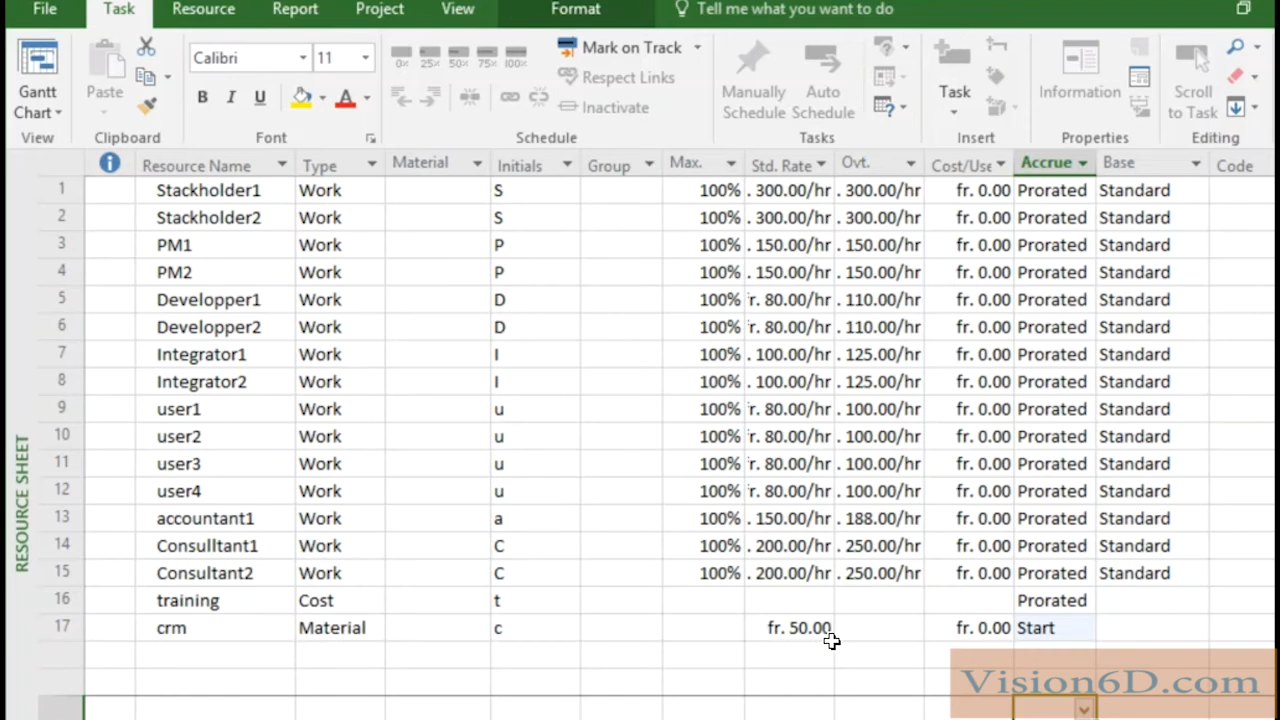 File Task Resource Report Project View Format Tell me what you want to do
Calibri 11 0% 25% 50% 75% 100% Mark on Track
Gantt Chart Paste Respect Links Manually Schedule Auto Schedule Task Information Scroll to Task
B I U A Inactivate
View Clipboard Font Schedule Tasks Insert Properties Editing
Resource Name Type Material Initials Group Max. Std. Rate Ovt. Cost/Use Accrue Base Code
1 Stackholder1 Work S 100% . 300.00/hr . 300.00/hr fr. 0.00 Prorated Standard
2 Stackholder2 Work S 100% . 300.00/hr . 300.00/hr fr. 0.00 Prorated Standard
3 PM1 Work P 100% . 150.00/hr . 150.00/hr fr. 0.00 Prorated Standard
4 PM2 Work P 100% . 150.00/hr . 150.00/hr fr. 0.00 Prorated Standard
5 Developper1 Work D 100% fr. 80.00/hr . 110.00/hr fr. 0.00 Prorated Standard
6 Developper2 Work D 100% fr. 80.00/hr . 110.00/hr fr. 0.00 Prorated Standard
7 Integrator1 Work I 100% . 100.00/hr . 125.00/hr fr. 0.00 Prorated Standard
8 Integrator2 Work I 100% . 100.00/hr . 125.00/hr fr. 0.00 Prorated Standard
9 user1 Work u 100% fr. 80.00/hr . 100.00/hr fr. 0.00 Prorated Standard
10 user2 Work u 100% fr. 80.00/hr . 100.00/hr fr. 0.00 Prorated Standard
11 user3 Work u 100% fr. 80.00/hr . 100.00/hr fr. 0.00 Prorated Standard
12 user4 Work u 100% fr. 80.00/hr . 100.00/hr fr. 0.00 Prorated Standard
13 accountant1 Work a 100% . 150.00/hr . 188.00/hr fr. 0.00 Prorated Standard
14 Consulltant1 Work C 100% . 200.00/hr . 250.00/hr fr. 0.00 Prorated Standard
15 Consultant2 Work C 100% . 200.00/hr . 250.00/hr fr. 0.00 Prorated Standard
16 training Cost t Prorated
17 crm Material c fr. 50.00 fr. 0.00 Start
RESOURCE SHEET
Vision6D.com